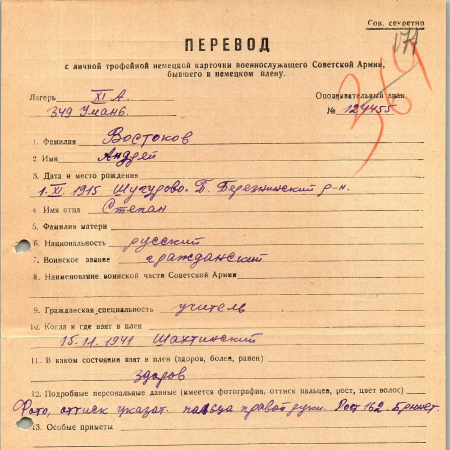 Сов. секретно
171
369
ПЕРЕВОД
с личной трофейной немецкой карточки военнослужащего Советской Армии,
бывшего в немецком плену.
Лагерь XI A. Опознавательный знак
349 Умань. № 124455
1. Фамилия Востоков
2. Имя Андрей
3. Дата и место рождения
1. XI 1915 Шугурово. Б. Березнинский р-н.
4. Имя отца Степан
5. Фамилия матери
6. Национальность русский
7. Воинское звание гражданский
8. Наименование воинской части Советской Армии
9. Гражданская специальность учитель
10. Когда и где взят в плен
15.11.1941 Шахтинский
11. В каком состоянии взят в плен (здоров, болен, ранен)
здоров
12. Подробные персональные данные (имеется фотография, оттиск пальцев, рост, цвет волос)
Фото, оттиск указат. пальца правой руки. Рост 162. Брюнет.
13. Особые приметы